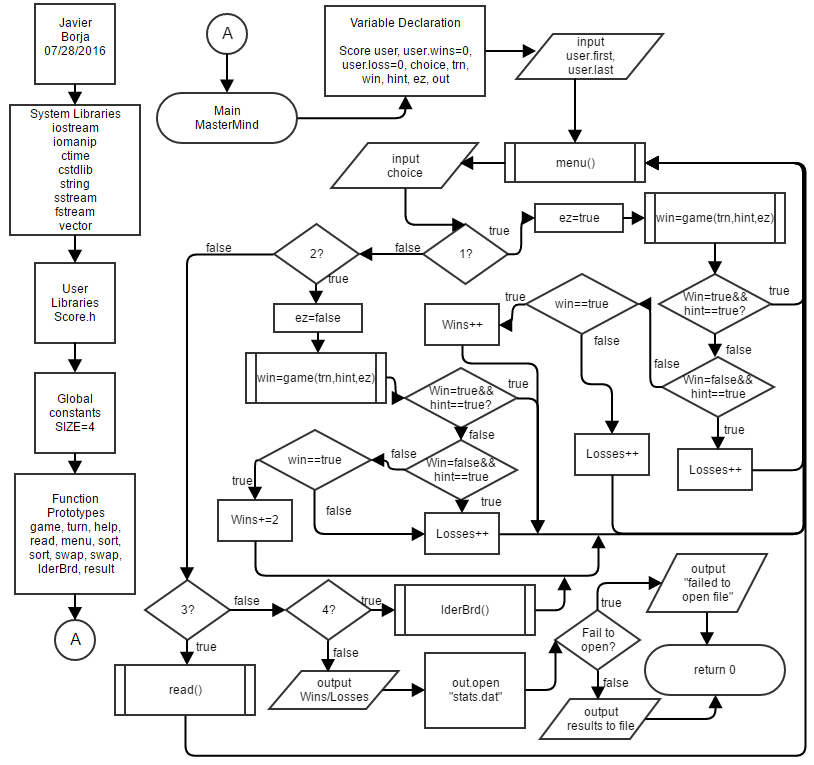 Javier
Borja
07/28/2016
System Libraries
iostream
iomanip
ctime
cstdlib
string
sstream
fstream
vector
User
Libraries
Score.h
Global
constants
SIZE=4
Function
Prototypes
game, turn, help,
read, menu, sort,
sort, swap, swap,
lderBrd, result
A
A
Main
MasterMind
Variable Declaration
Score user, user.wins=0,
user.loss=0, choice, trn,
win, hint, ez, out
input
user.first,
user.last
menu()
input
choice
1?
true
ez=true
win=game(trn,hint,ez)
Win=true&&
hint==true?
true
false
Win=false&&
hint==true
false
true
Losses++
win==true
true
false
Wins++
Losses++
false
2?
true
ez=false
win=game(trn,hint,ez)
Win=true&&
hint==true?
true
false
Win=false&&
hint==true
false
true
Losses++
win==true
true
false
Wins+=2
false
3?
true
read()
false
4?
true
lderBrd()
false
output
Wins/Losses
out.open
"stats.dat"
Fail to
open?
true
output
"failed to
open file"
false
output
results to file
return 0